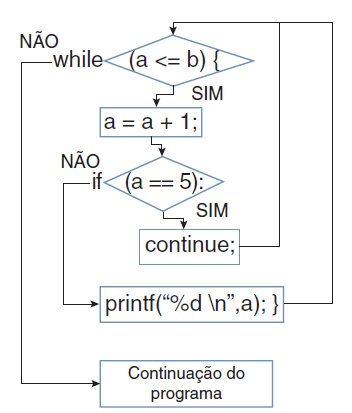 NÃO
while (a <= b) {
SIM
a = a + 1;
NÃO
if (a == 5):
SIM
continue;
printf(“%d \n”,a); }
Continuação do
programa